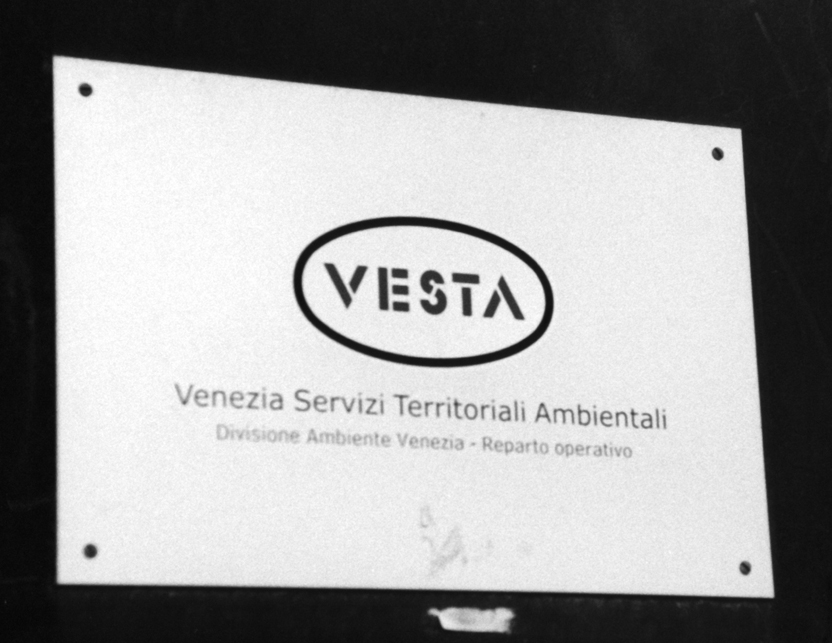 VESTA
Venezia Servizi Territoriali Ambientali
Divisione Ambiente Venezia - Reparto operativo